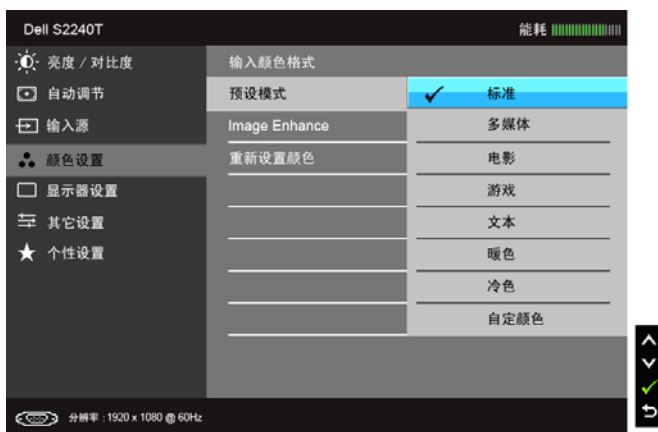 Dell S2240T
能耗
亮度 / 对比度
自动调节
输入源
颜色设置
显示器设置
其它设置
个性设置
输入颜色格式
预设模式
Image Enhance
重新设置颜色
标准
多媒体
电影
游戏
文本
暖色
冷色
自定颜色
分辨率 : 1920 x 1080 @ 60Hz